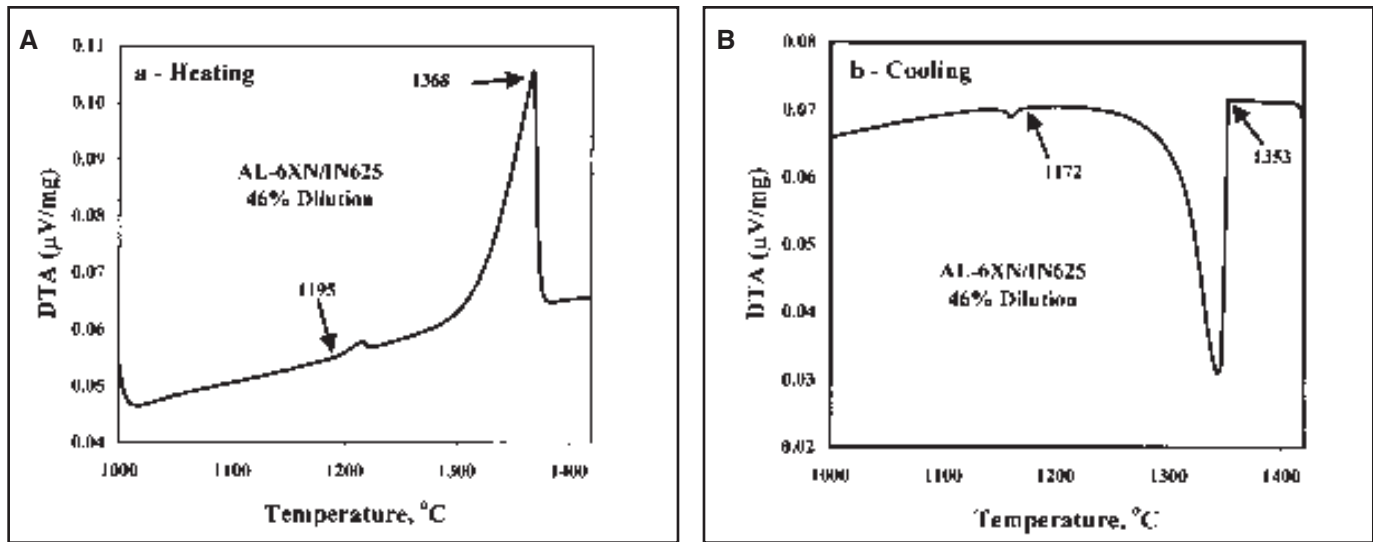 A
a - Heating
1368
AL-6XN/IN625
46% Dilution
1195
DTA (µV/mg)
0.11
0.10
0.09
0.08
0.07
0.06
0.05
0.04
1000
1100
1200
1300
1400
Temperature, °C
B
b - Cooling
1172
1353
AL-6XN/IN625
46% Dilution
DTA (µV/mg)
0.08
0.07
0.06
0.05
0.04
0.03
0.02
1000
1100
1200
1300
1400
Temperature, °C